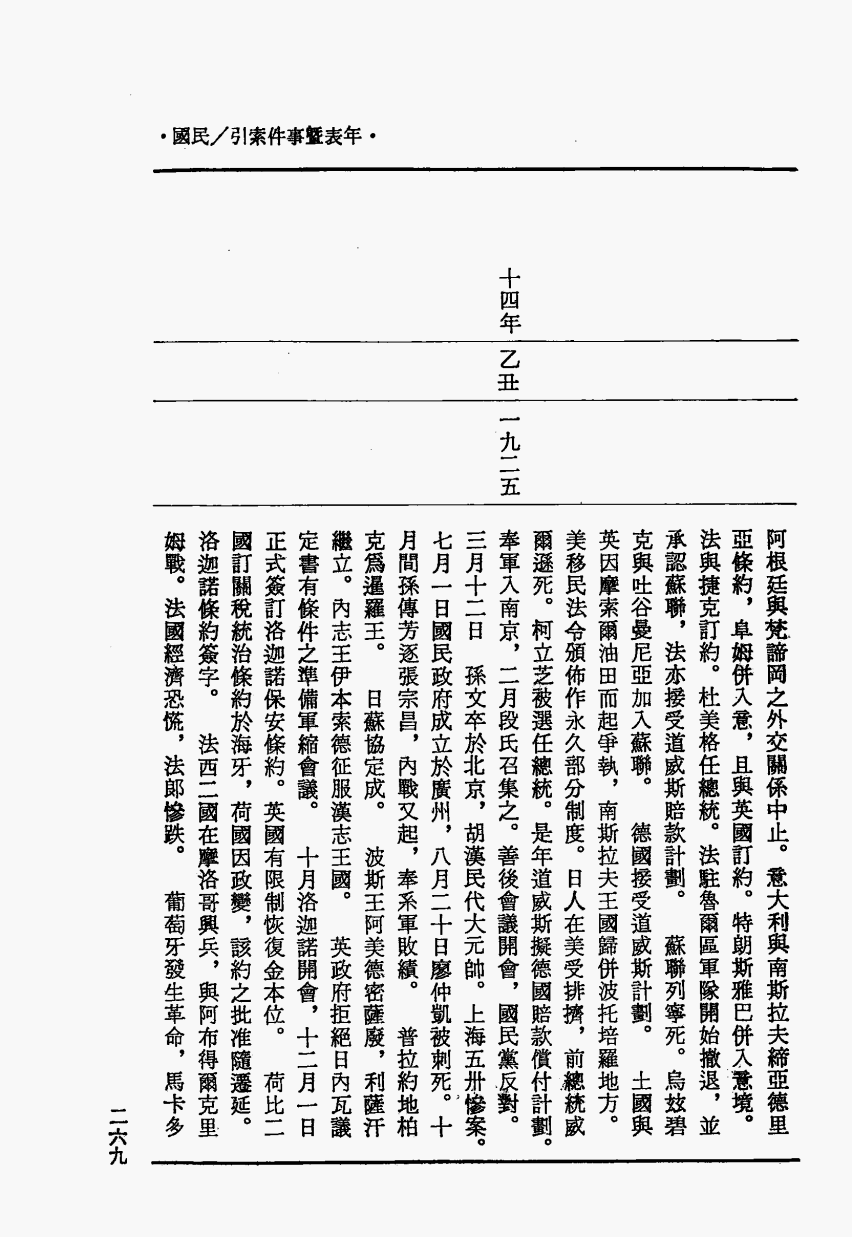 ·國民／引索件事暨表年·
十四年
乙丑
一九二五
阿根廷與梵諦岡之外交關係中止。意大利與南斯拉夫締亞德里
亞條約，阜姆併入意，且與英國訂約。特朗斯雅巴併入意境。
法與捷克訂約。杜美格任總統。法駐魯爾區軍隊開始撤退，並
承認蘇聯，法亦接受道威斯賠款計劃。　蘇聯列寧死。烏玆碧
克與吐谷曼尼亞加入蘇聯。　德國接受道威斯計劃。　土國與
英因摩索爾油田而起爭執，南斯拉夫王國歸併波托培羅地方。
美移民法令頒佈作永久部分制度。日人在美受排擠，前總統威
爾遜死。柯立芝被選任總統。是年道威斯擬德國賠款償付計劃。
奉軍入南京，二月段氏召集之。善後會議開會，國民黨反對。
三月十二日　孫文卒於北京，胡漢民代大元帥。上海五卅慘案。
七月一日國民政府成立於廣州，八月二十日廖仲凱被刺死。十
月間孫傳芳逐張宗昌，內戰又起，奉系軍敗績。　普拉約地柏
克爲暹羅王。　日蘇協定成。　波斯王阿美德密薩廢，利薩汗
繼立。內志王伊本索德征服漢志王國。　英政府拒絕日內瓦議
定書有條件之準備軍縮會議。　十月洛迦諾開會，十二月一日
正式簽訂洛迦諾保安條約。英國有限制恢復金本位。　荷比二
國訂關稅統治條約於海牙，荷國因政變，該約之批准隨遷延。
洛迦諾條約簽字。　法西二國在摩洛哥興兵，與阿布得爾克里
姆戰。法國經濟恐慌，法郎慘跌。　葡萄牙發生革命，馬卡多
二六九